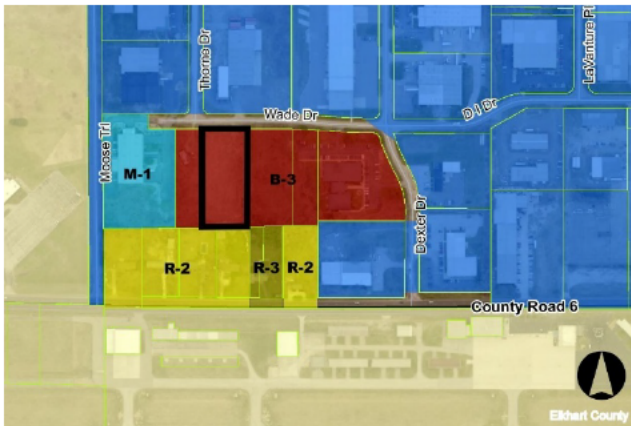 Thorne Dr
LaVanture Pl
Wade Dr
D I Dr
Moose Trl
M-1
B-3
Dexter Dr
R-2
R-3
R-2
County Road 6
Elkhart County